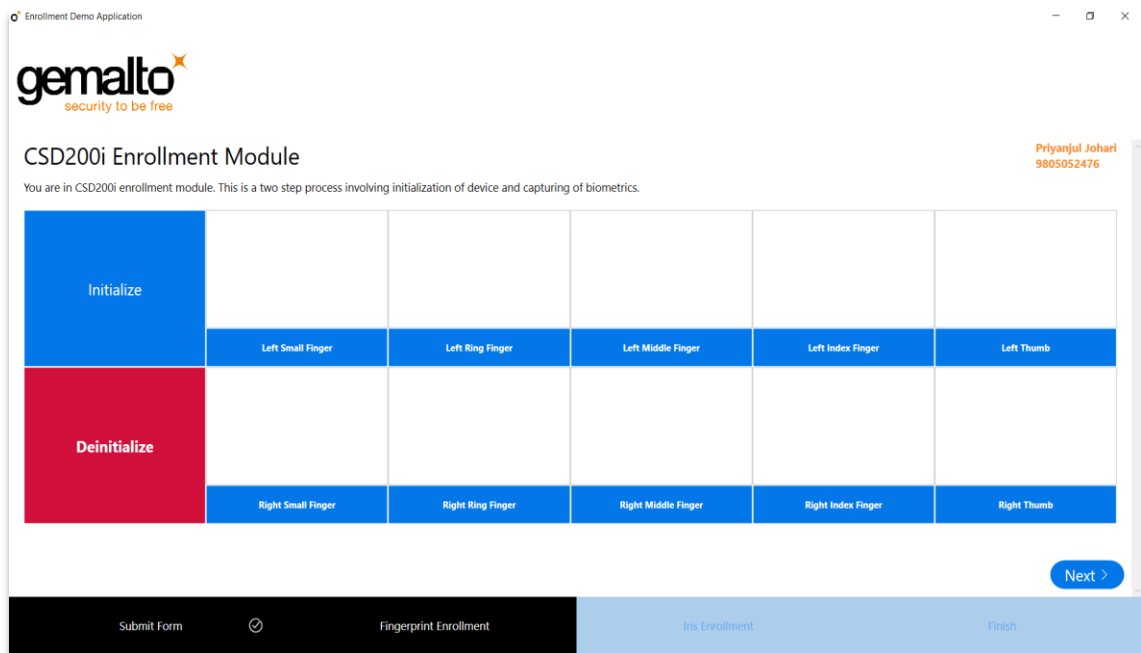 Enrollment Demo Application
gemalto
security to be free
CSD200i Enrollment Module
Priyanjul Johari
9805052476
You are in CSD200i enrollment module. This is a two step process involving initialization of device and capturing of biometrics.
Initialize
Left Small Finger Left Ring Finger Left Middle Finger Left Index Finger Left Thumb
Deinitialize
Right Small Finger Right Ring Finger Right Middle Finger Right Index Finger Right Thumb
Next >
Submit Form Fingerprint Enrollment Iris Enrollment Finish